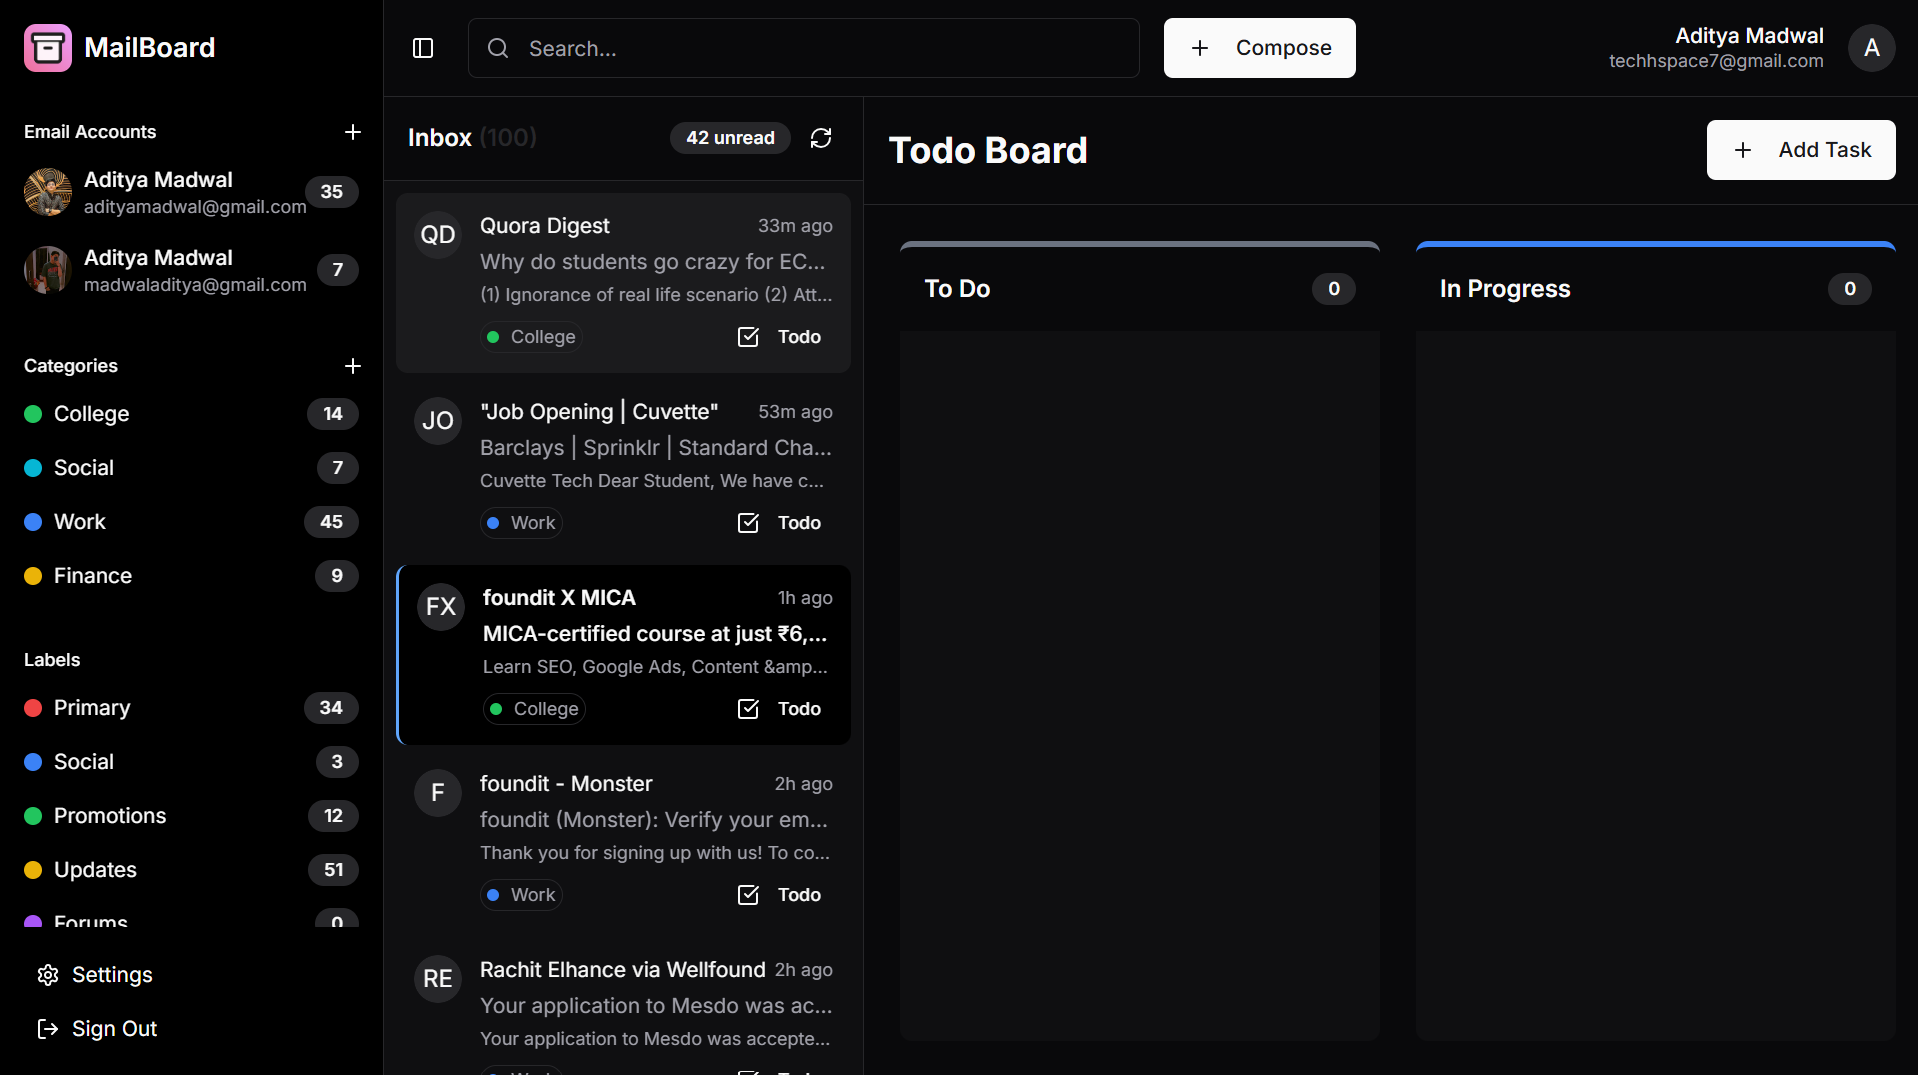 MailBoard
Email Accounts
Aditya Madwal
adityamadwal@gmail.com
35
Aditya Madwal
madwaladitya@gmail.com
7
Categories
College 14
Social 7
Work 45
Finance 9
Labels
Primary 34
Social 3
Promotions 12
Updates 51
Forums 0
Settings
Sign Out
Search...
Compose
Aditya Madwal
techhspace7@gmail.com
A
Inbox (100) 42 unread
QD
Quora Digest 33m ago
Why do students go crazy for EC...
(1) Ignorance of real life scenario (2) Att...
College Todo
JO
"Job Opening | Cuvette" 53m ago
Barclays | Sprinklr | Standard Cha...
Cuvette Tech Dear Student, We have c...
Work Todo
FX
foundit X MICA 1h ago
MICA-certified course at just ₹6,...
Learn SEO, Google Ads, Content &amp...
College Todo
F
foundit - Monster 2h ago
foundit (Monster): Verify your em...
Thank you for signing up with us! To co...
Work Todo
RE
Rachit Elhance via Wellfound 2h ago
Your application to Mesdo was ac...
Your application to Mesdo was accepte...
Todo Board
Add Task
To Do 0
In Progress 0